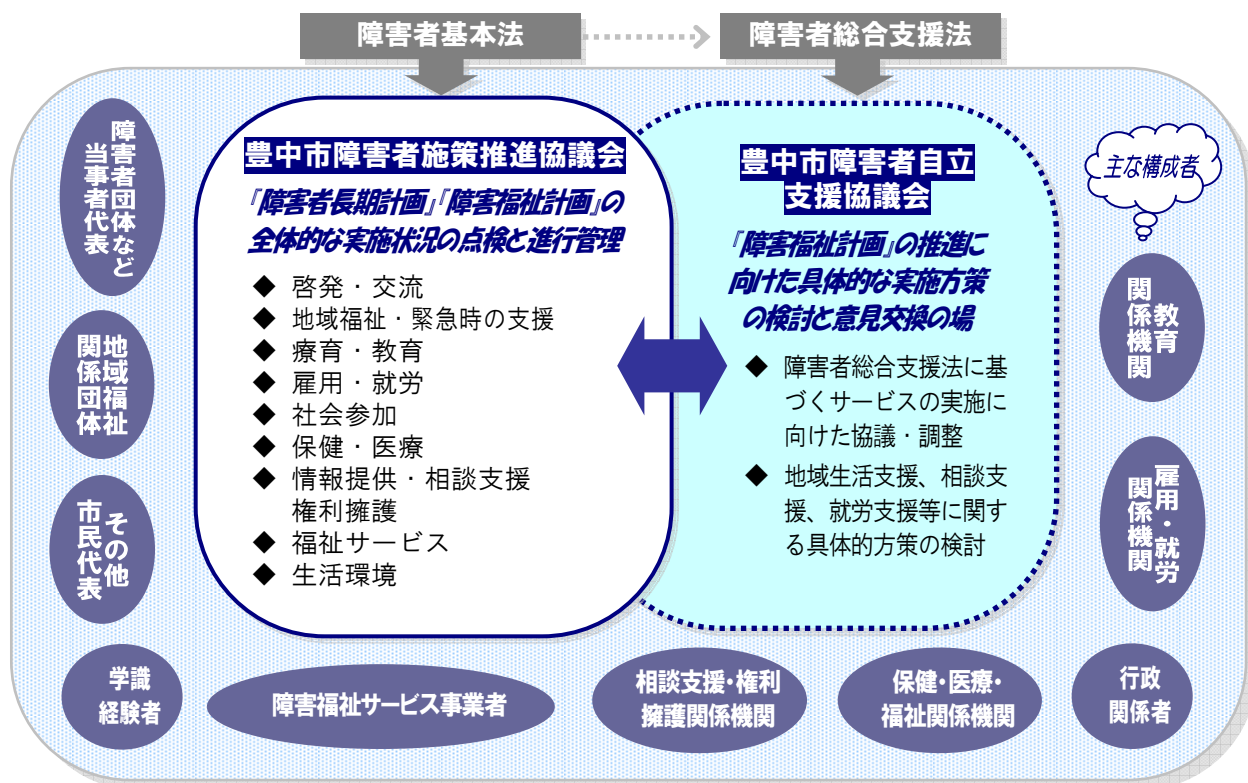 障害者基本法
障害者総合支援法
豊中市障害者施策推進協議会
『障害者長期計画』『障害福祉計画』の
全体的な実施状況の点検と進行管理
◆ 啓発・交流
◆ 地域福祉・緊急時の支援
◆ 療育・教育
◆ 雇用・就労
◆ 社会参加
◆ 保健・医療
◆ 情報提供・相談支援
権利擁護
◆ 福祉サービス
◆ 生活環境
豊中市障害者自立
支援協議会
『障害福祉計画』の推進に
向けた具体的な実施方策
の検討と意見交換の場
◆ 障害者総合支援法に基
づくサービスの実施に
向けた協議・調整
◆ 地域生活支援、相談支
援、就労支援等に関す
る具体的方策の検討
主な構成者
障害者団体など
当事者代表
地域福祉
関係団体
その他
市民代表
学識
経験者
障害福祉サービス事業者
相談支援・権利
擁護関係機関
保健・医療・
福祉関係機関
行政
関係者
教育
関係機関
雇用・就労
関係機関